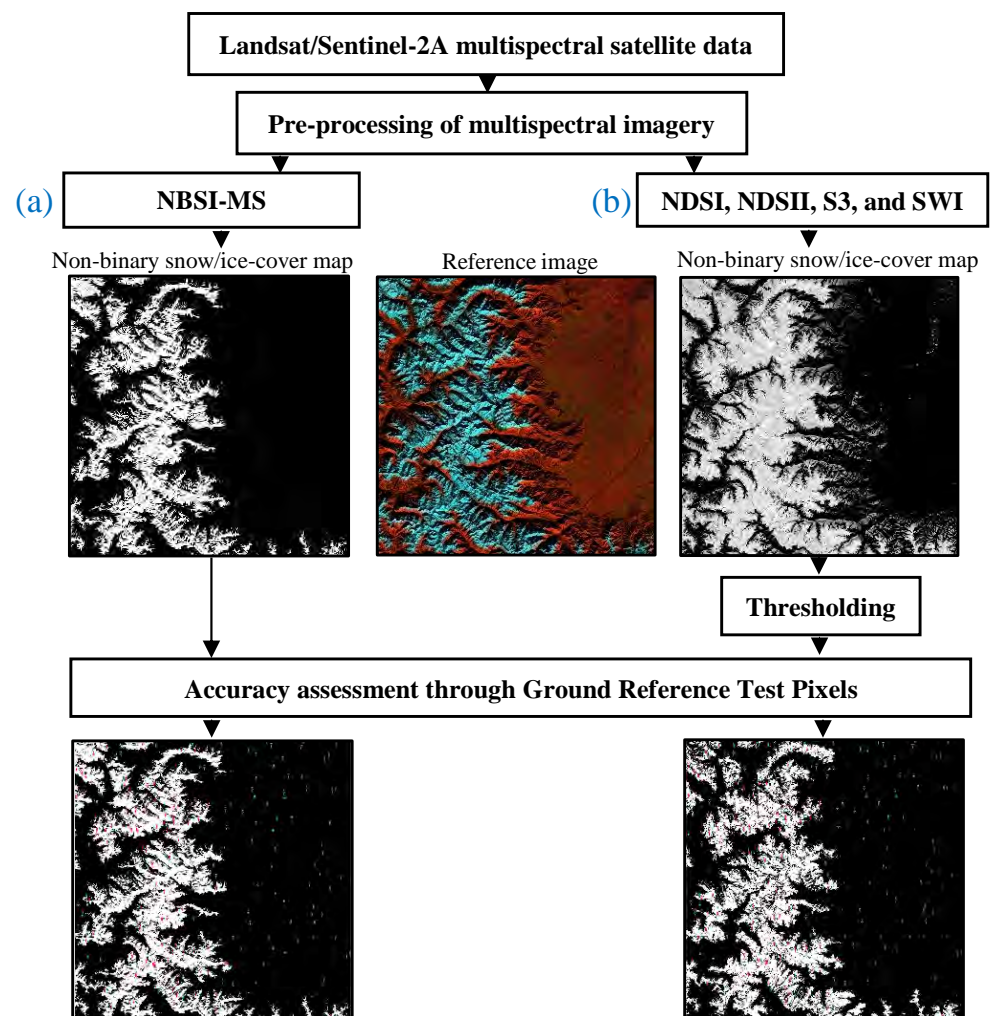 Landsat/Sentinel-2A multispectral satellite data
Pre-processing of multispectral imagery
(a)
NBSI-MS
(b)
NDSI, NDSII, S3, and SWI
Non-binary snow/ice-cover map
Reference image
Non-binary snow/ice-cover map
Thresholding
Accuracy assessment through Ground Reference Test Pixels